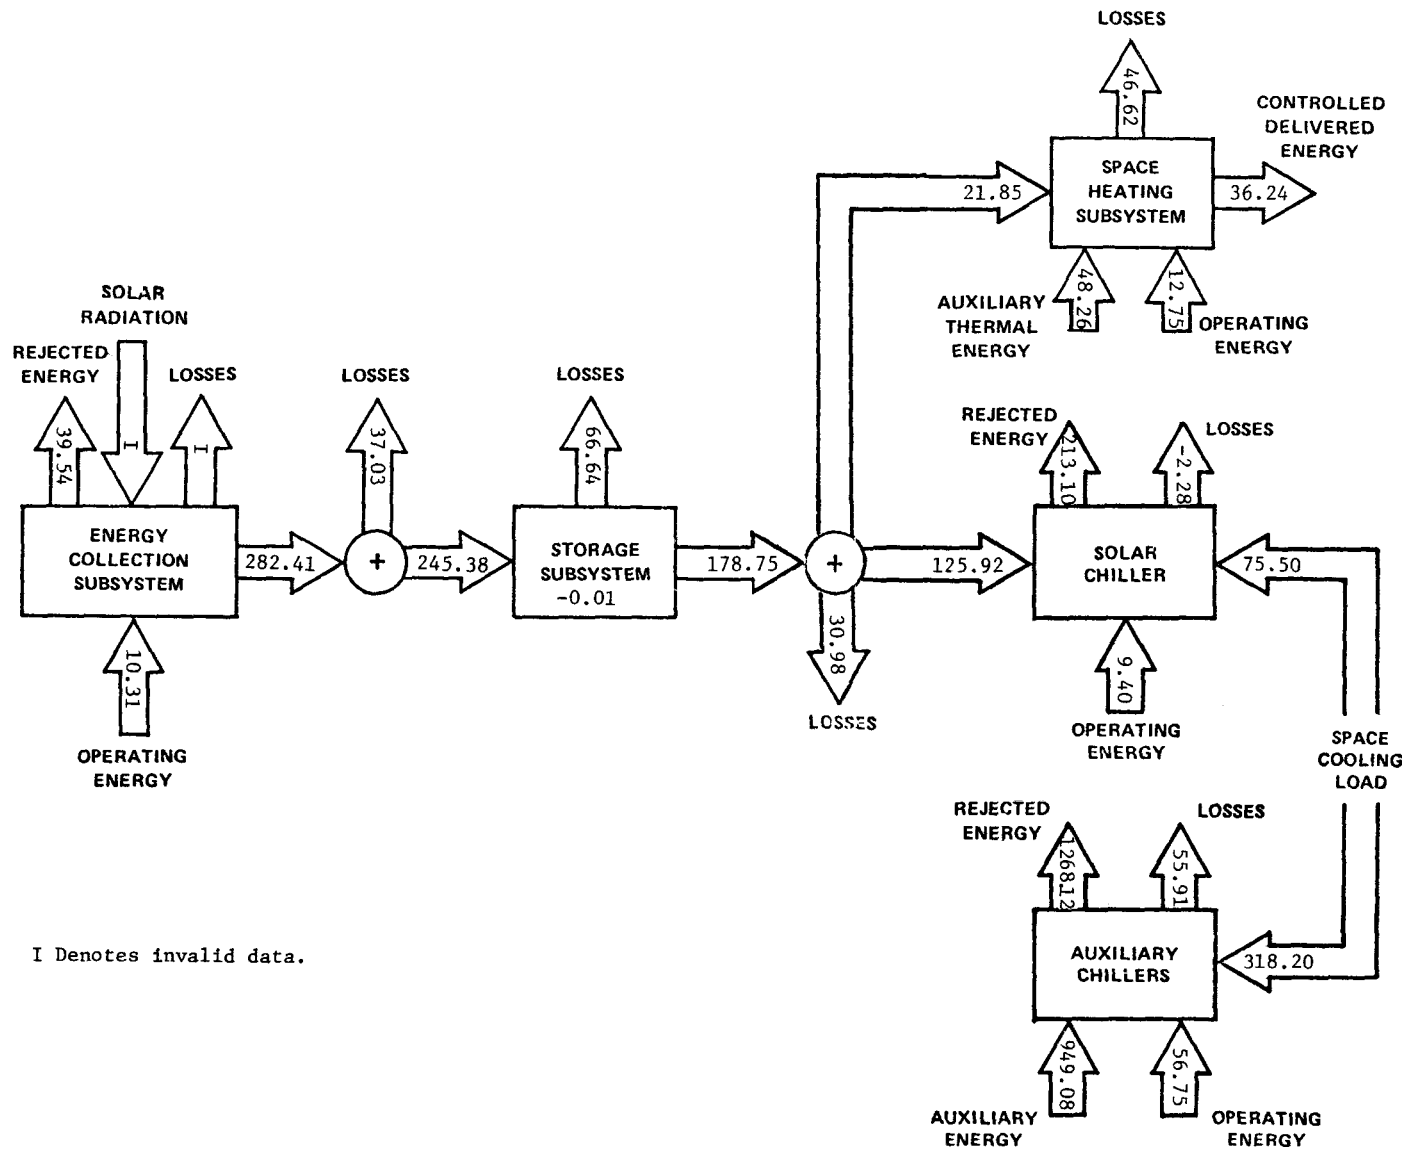 LOSSES
46.62
CONTROLLED
DELIVERED
ENERGY
SPACE
HEATING
SUBSYSTEM
21.85
36.24
48.26
12.75
AUXILIARY
THERMAL
ENERGY
OPERATING
ENERGY
SOLAR
RADIATION
REJECTED
ENERGY
LOSSES
39.54
I
I
LOSSES
37.03
LOSSES
66.64
ENERGY
COLLECTION
SUBSYSTEM
282.41
+
245.38
STORAGE
SUBSYSTEM
-0.01
178.75
+
125.92
30.98
LOSSES
10.31
OPERATING
ENERGY
REJECTED
ENERGY
213.10
LOSSES
-2.28
SOLAR
CHILLER
75.50
9.40
OPERATING
ENERGY
SPACE
COOLING
LOAD
REJECTED
ENERGY
1268.12
LOSSES
55.91
AUXILIARY
CHILLERS
318.20
949.08
56.75
AUXILIARY
ENERGY
OPERATING
ENERGY
I Denotes invalid data.